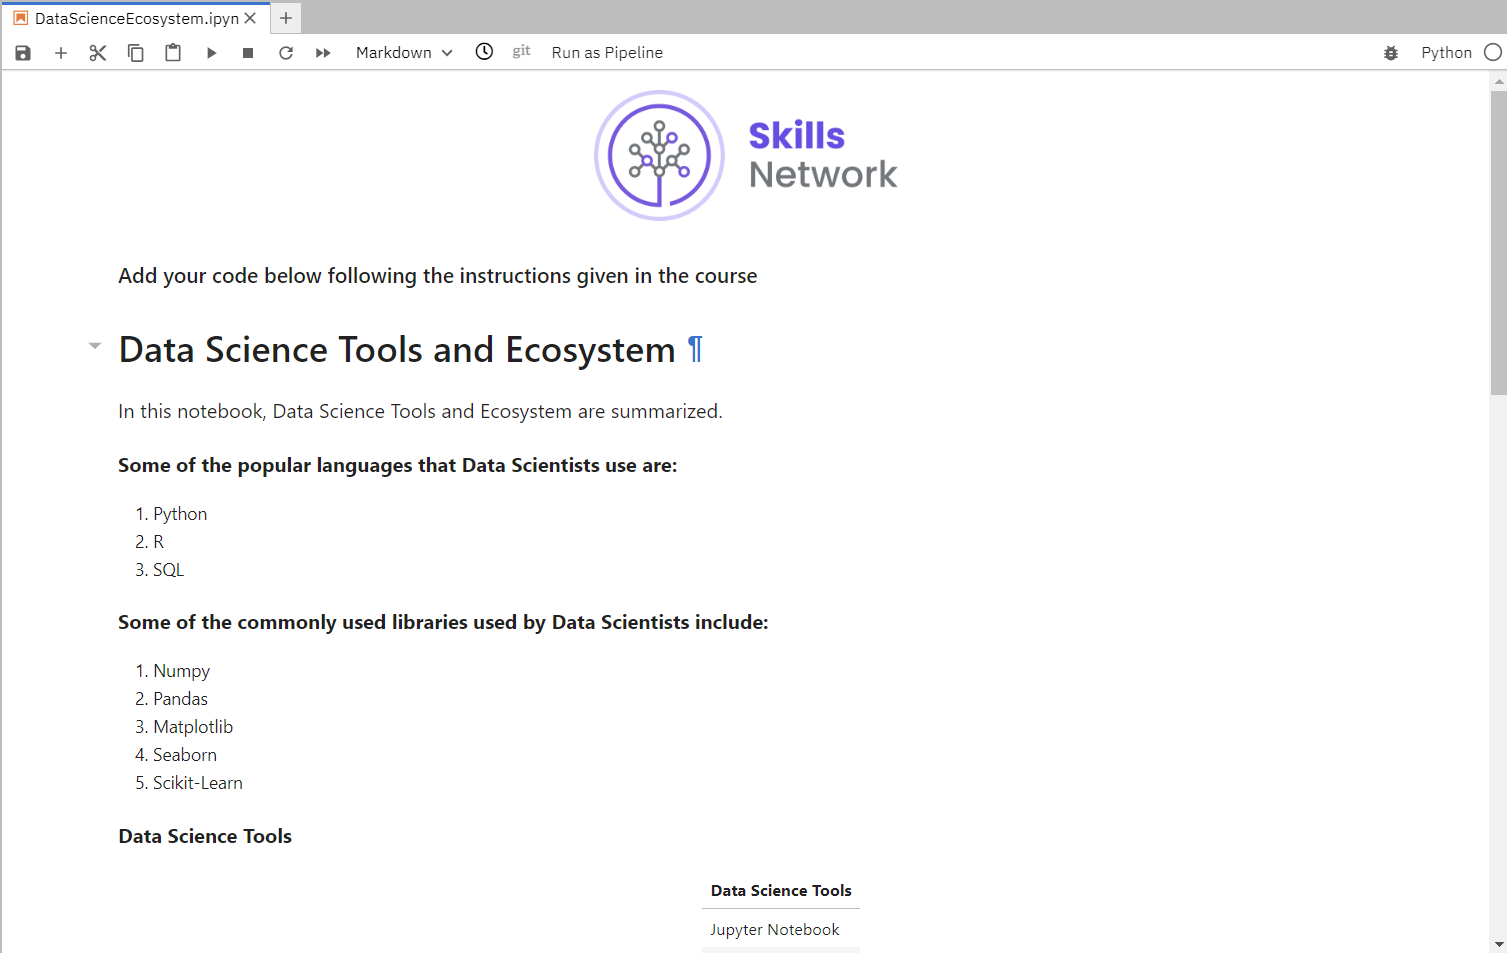 DataScienceEcosystem.ipyn
Markdown git Run as Pipeline Python
Skills
Network
Add your code below following the instructions given in the course
Data Science Tools and Ecosystem ¶
In this notebook, Data Science Tools and Ecosystem are summarized.
Some of the popular languages that Data Scientists use are:
1. Python
2. R
3. SQL
Some of the commonly used libraries used by Data Scientists include:
1. Numpy
2. Pandas
3. Matplotlib
4. Seaborn
5. Scikit-Learn
Data Science Tools
Data Science Tools
Jupyter Notebook